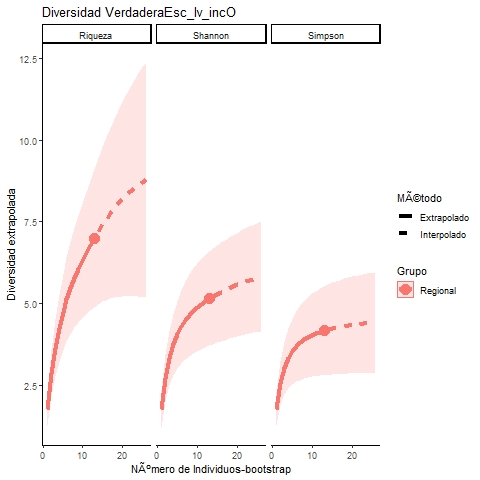 Diversidad VerdaderaEsc_lv_incO
Riqueza
Shannon
Simpson
12.5
10.0
7.5
5.0
2.5
Diversidad extrapolada
0
10
20
0
10
20
0
10
20
NÃºmero de Individuos-bootstrap
MÃ©todo
Extrapolado
Interpolado
Grupo
Regional